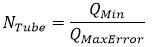 N_Tube = Q_Min / Q_MaxError